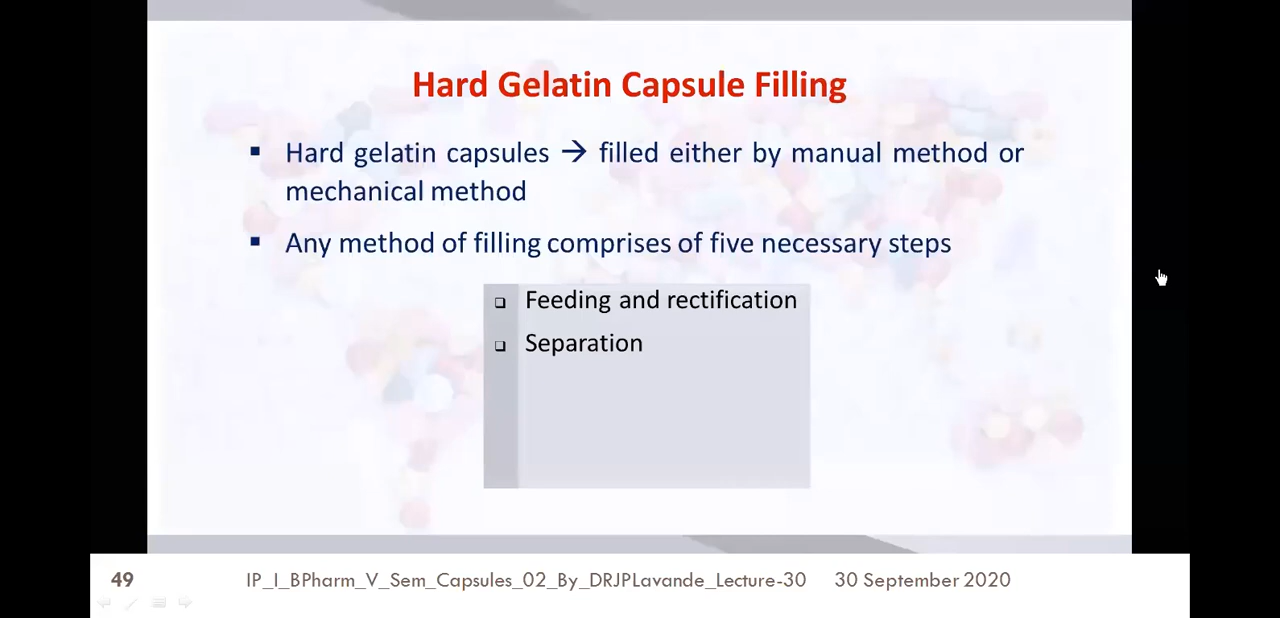 Hard Gelatin Capsule Filling
▪ Hard gelatin capsules → filled either by manual method or
mechanical method
▪ Any method of filling comprises of five necessary steps
❑ Feeding and rectification
❑ Separation
49 IP_I_BPharm_V_Sem_Capsules_02_By_DRJPLavande_Lecture-30 30 September 2020